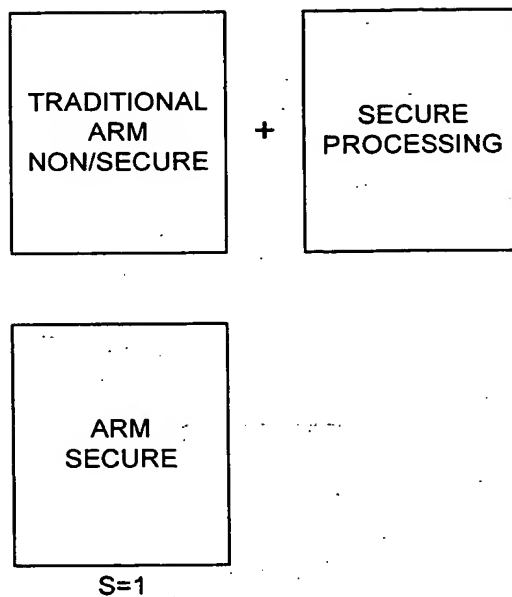 TRADITIONAL
ARM
NON/SECURE
+
SECURE
PROCESSING
ARM
SECURE
S=1